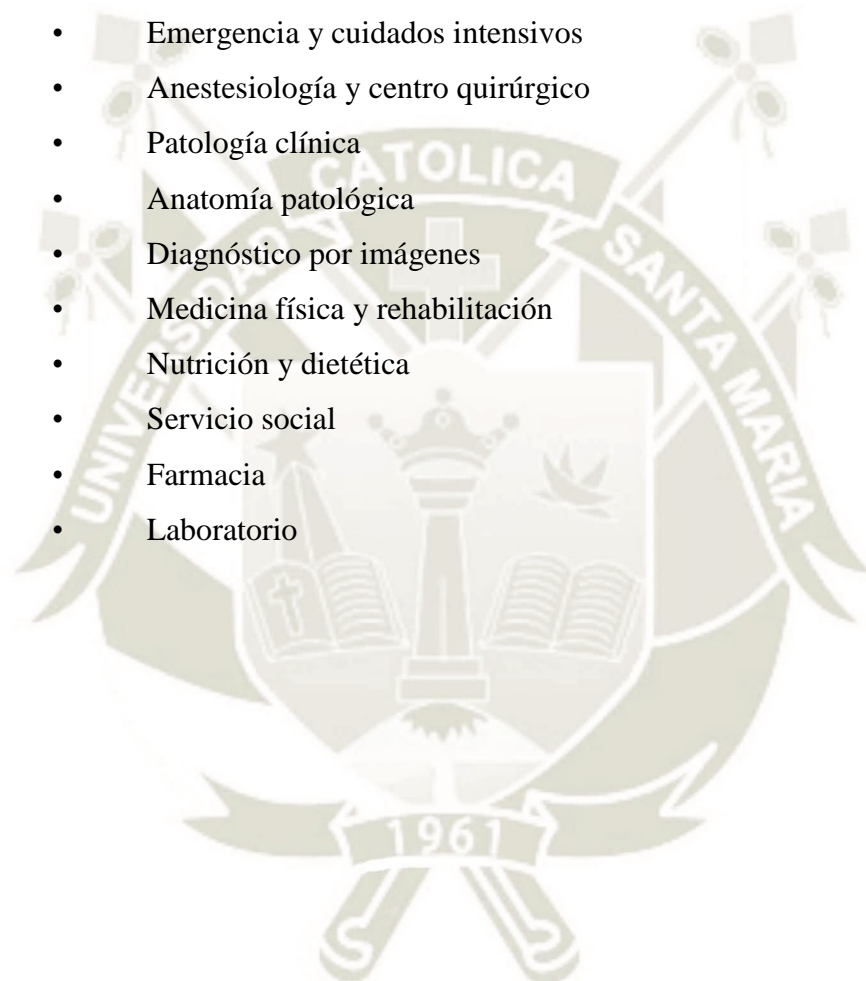 • Emergencia y cuidados intensivos
• Anestesiología y centro quirúrgico
• Patología clínica
• Anatomía patológica
• Diagnóstico por imágenes
• Medicina física y rehabilitación
• Nutrición y dietética
• Servicio social
• Farmacia
• Laboratorio
UNIVERSIDAD CATOLICA SANTA MARIA
1961